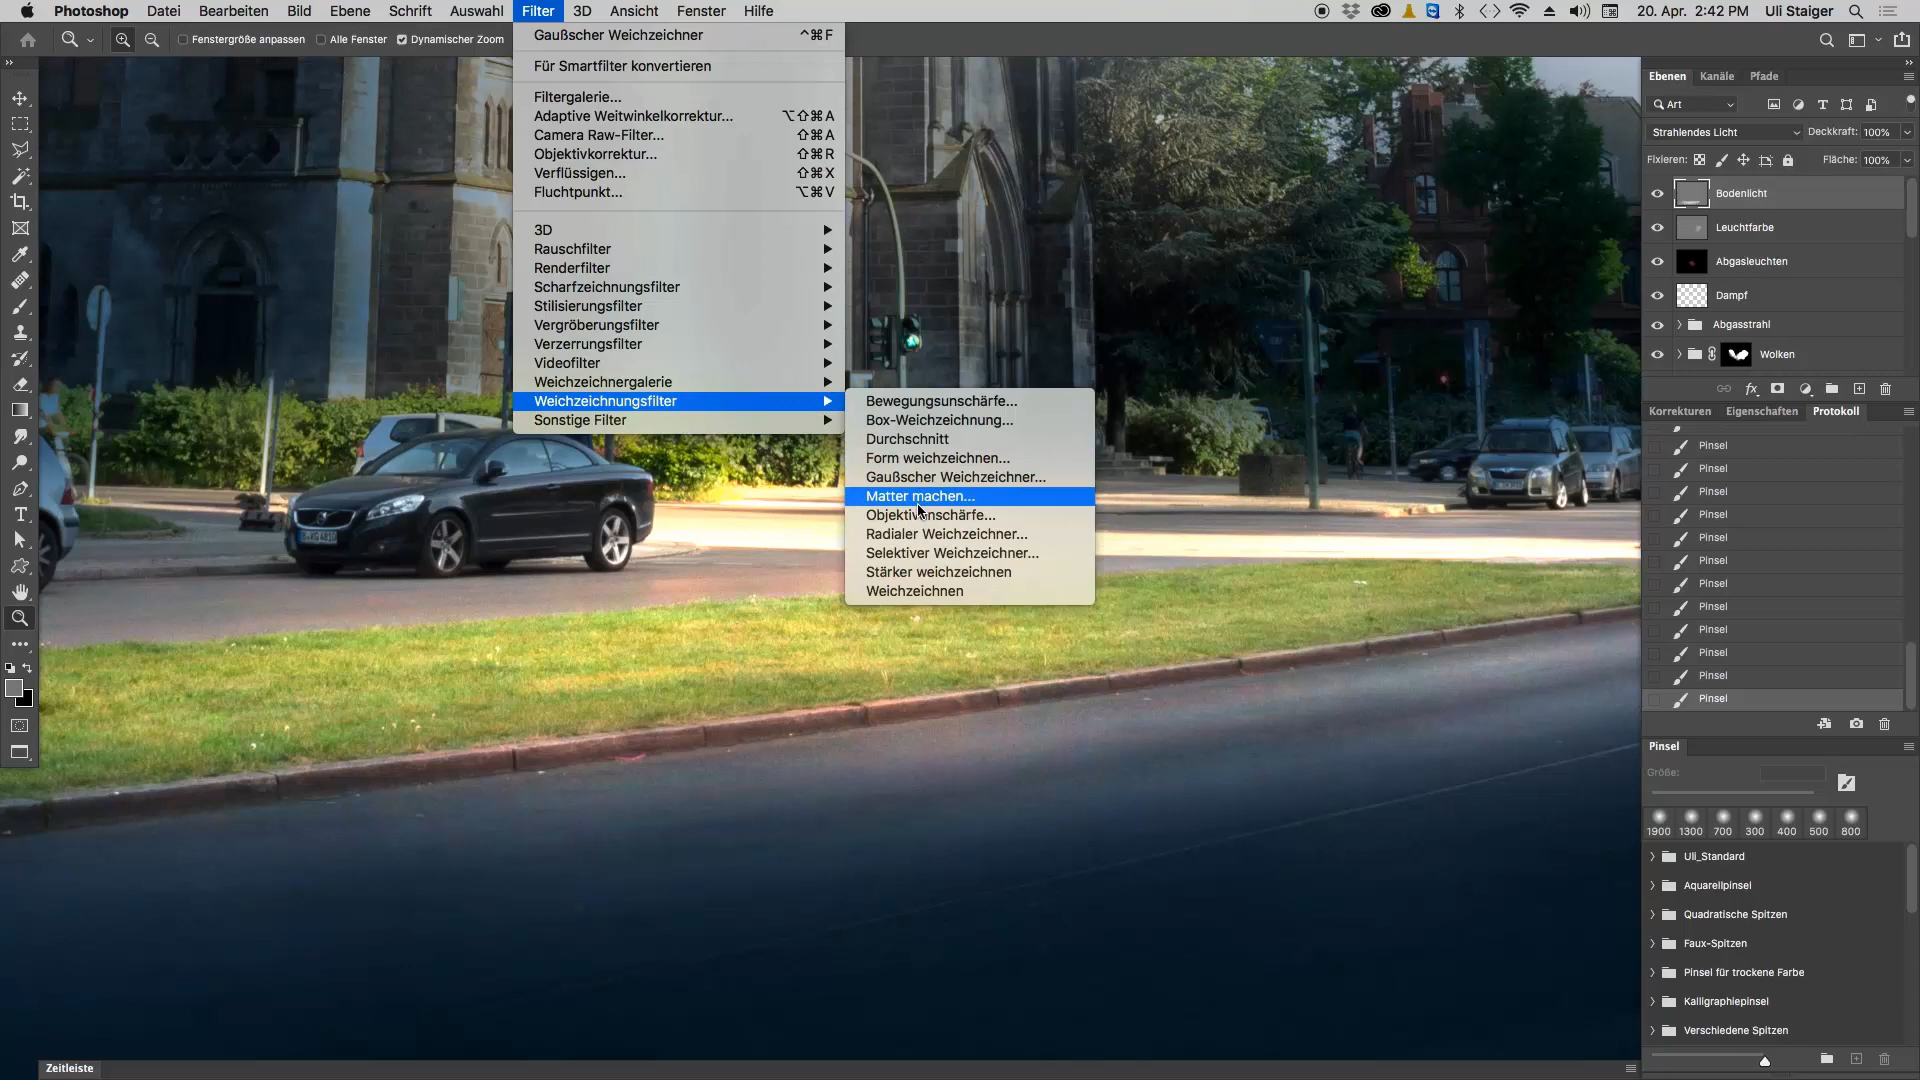 Photoshop Datei Bearbeiten Bild Ebene Schrift Auswahl Filter 3D Ansicht Fenster Hilfe 20. Apr. 2:42 PM Uli Staiger
Fenstergröße anpassen Alle Fenster Dynamischer Zoom
Gaußscher Weichzeichner ^⌘F
Für Smartfilter konvertieren
Filtergalerie...
Adaptive Weitwinkelkorrektur... ⌥⇧⌘A
Camera Raw-Filter... ⇧⌘A
Objektivkorrektur... ⇧⌘R
Verflüssigen... ⇧⌘X
Fluchtpunkt... ⌥⌘V
3D
Rauschfilter
Renderfilter
Scharfzeichnungsfilter
Stilisierungsfilter
Vergröberungsfilter
Verzerrungsfilter
Videofilter
Weichzeichnergalerie
Weichzeichnungsfilter
Sonstige Filter
Bewegungsunschärfe...
Box-Weichzeichnung...
Durchschnitt
Form weichzeichnen...
Gaußscher Weichzeichner...
Matter machen...
Objektivunschärfe...
Radialer Weichzeichner...
Selektiver Weichzeichner...
Stärker weichzeichnen
Weichzeichnen
Ebenen Kanäle Pfade
Art
Strahlendes Licht Deckkraft: 100%
Fixieren: Fläche: 100%
Bodenlicht
Leuchtfarbe
Abgasleuchten
Dampf
Abgasstrahl
Wolken
Korrekturen Eigenschaften Protokoll
Pinsel
Pinsel
Pinsel
Pinsel
Pinsel
Pinsel
Pinsel
Pinsel
Pinsel
Pinsel
Pinsel
Pinsel
Pinsel
Größe:
1900 1300 700 300 400 500 800
Uli_Standard
Aquarellpinsel
Quadratische Spitzen
Faux-Spitzen
Pinsel für trockene Farbe
Kalligraphiepinsel
Verschiedene Spitzen
Zeitleiste